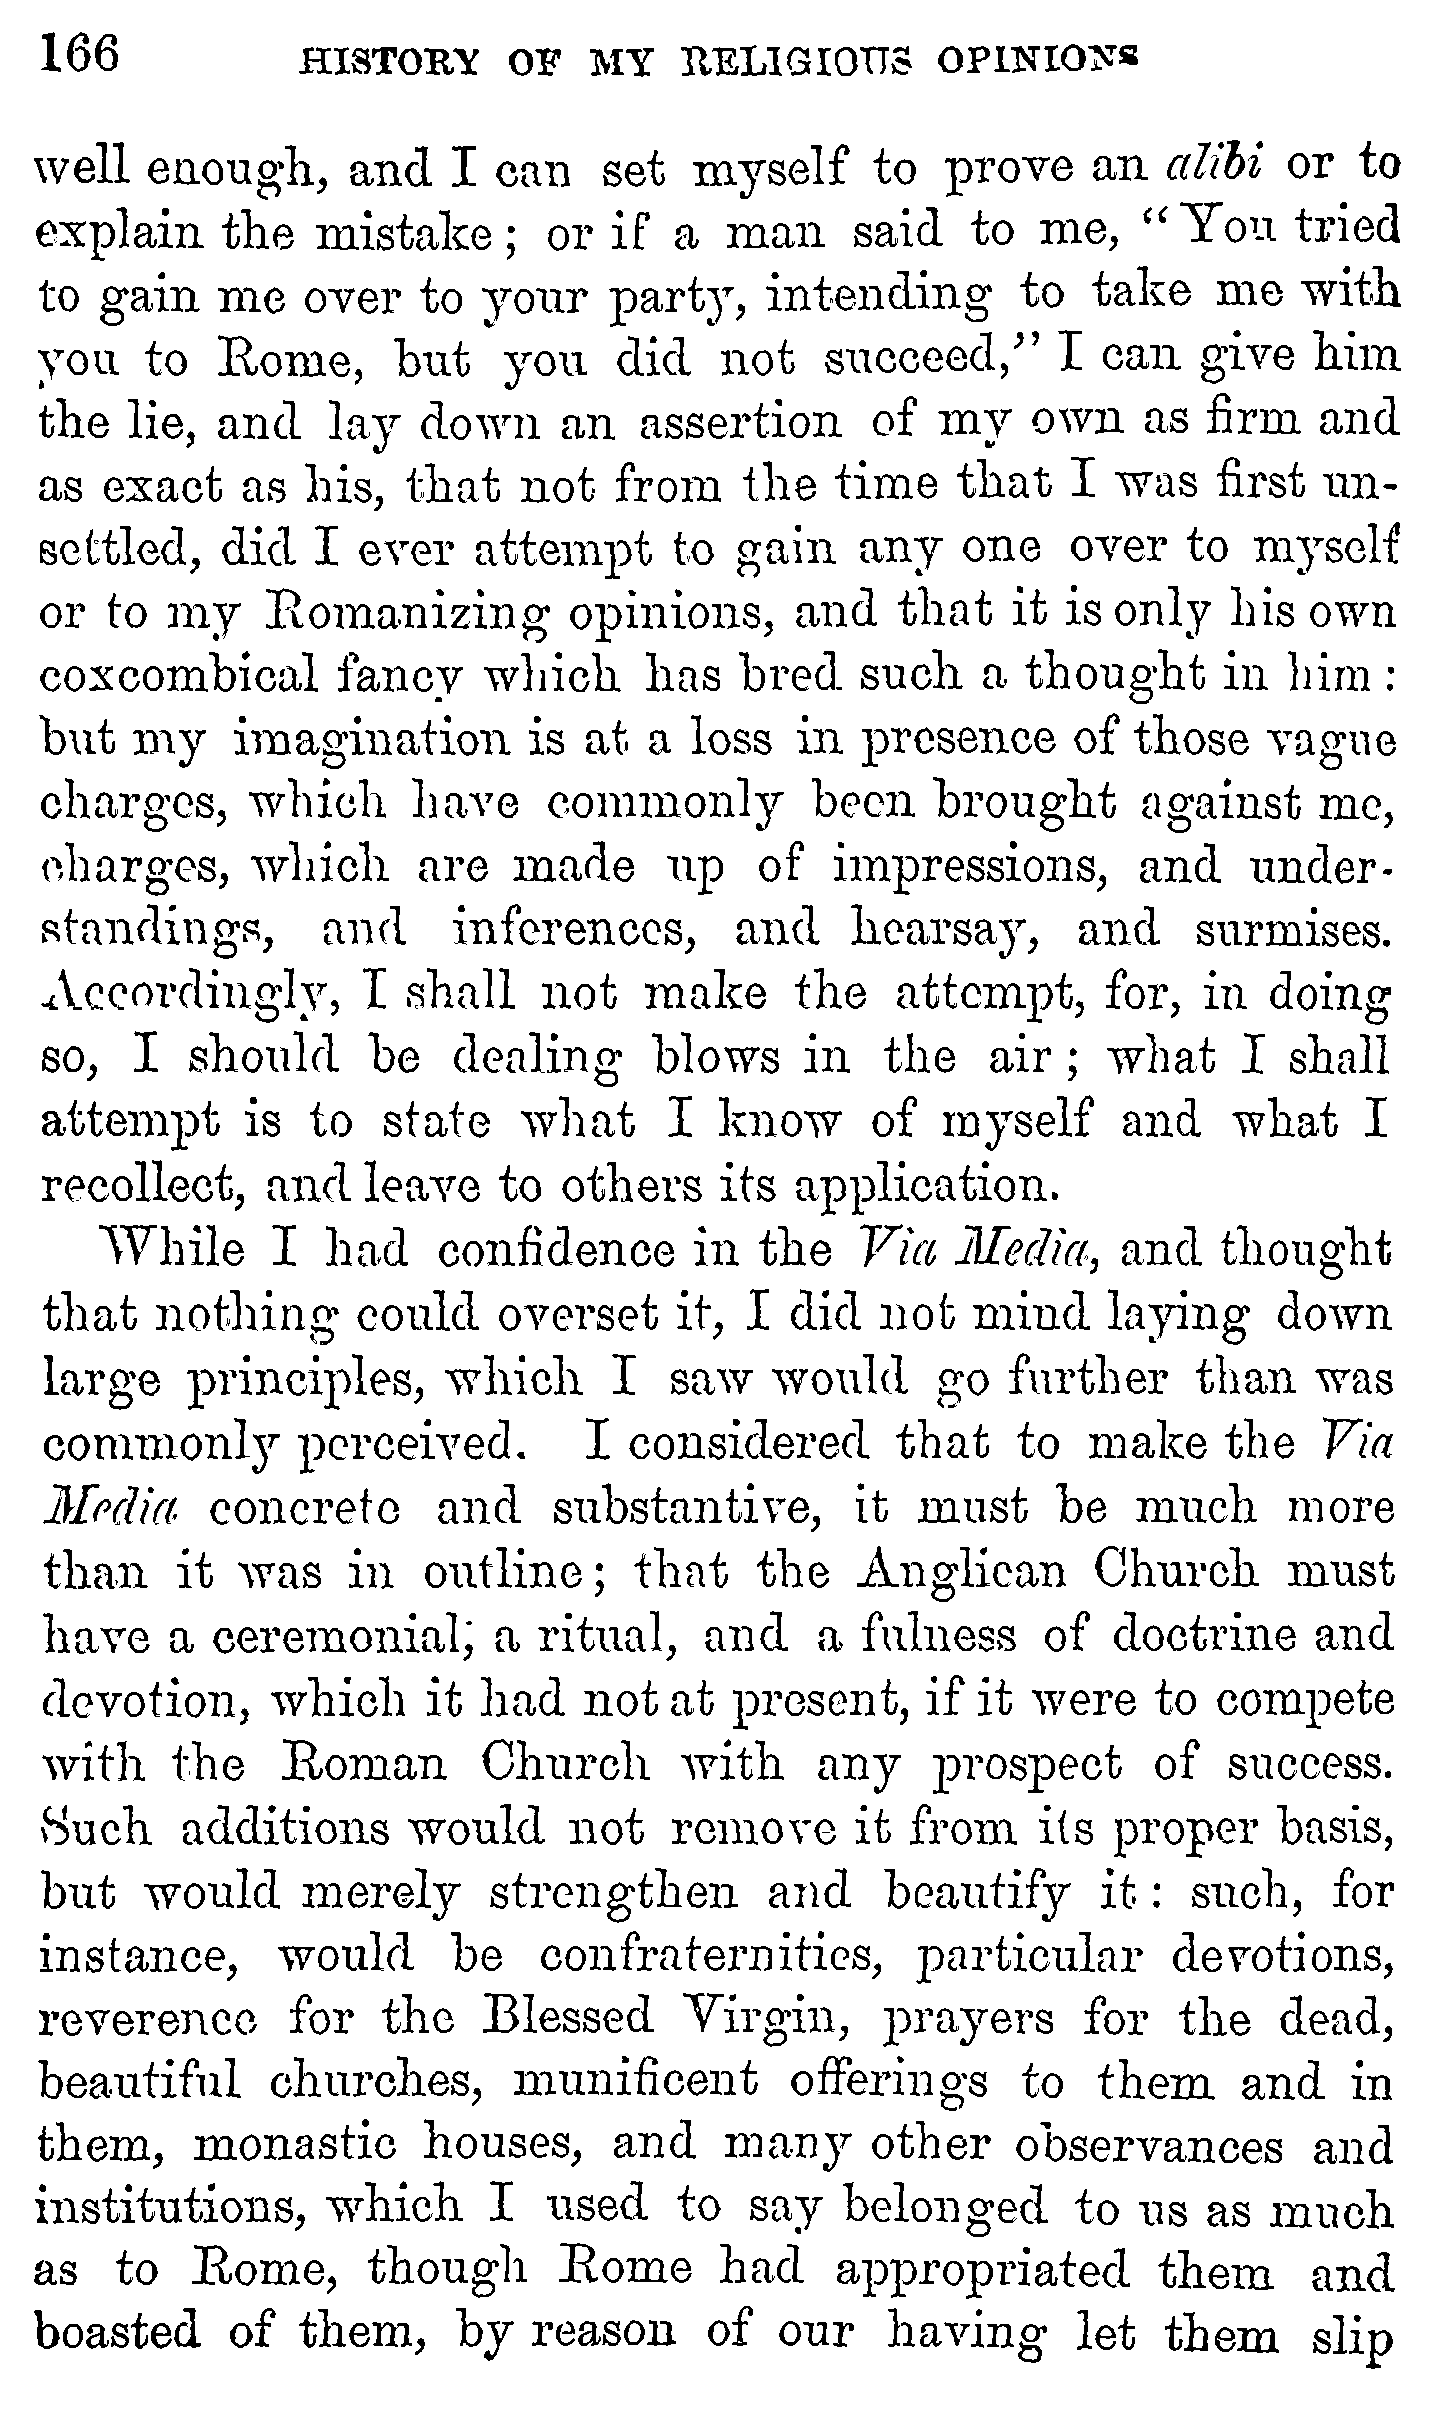 166 HISTORY OF MY RELIGIOUS OPINIONS
well enough, and I can set myself to prove an alibi or to
explain the mistake; or if a man said to me, "You tried
to gain me over to your party, intending to take me with
you to Rome, but you did not succeed," I can give him
the lie, and lay down an assertion of my own as firm and
as exact as his, that not from the time that I was first un-
settled, did I ever attempt to gain any one over to myself
or to my Romanizing opinions, and that it is only his own
coxcombical fancy which has bred such a thought in him:
but my imagination is at a loss in presence of those vague
charges, which have commonly been brought against me,
charges, which are made up of impressions, and under-
standings, and inferences, and hearsay, and surmises.
Accordingly, I shall not make the attempt, for, in doing
so, I should be dealing blows in the air; what I shall
attempt is to state what I know of myself and what I
recollect, and leave to others its application.
While I had confidence in the Via Media, and thought
that nothing could overset it, I did not mind laying down
large principles, which I saw would go further than was
commonly perceived. I considered that to make the Via
Media concrete and substantive, it must be much more
than it was in outline; that the Anglican Church must
have a ceremonial, a ritual, and a fulness of doctrine and
devotion, which it had not at present, if it were to compete
with the Roman Church with any prospect of success.
Such additions would not remove it from its proper basis,
but would merely strengthen and beautify it: such, for
instance, would be confraternities, particular devotions,
reverence for the Blessed Virgin, prayers for the dead,
beautiful churches, munificent offerings to them and in
them, monastic houses, and many other observances and
institutions, which I used to say belonged to us as much
as to Rome, though Rome had appropriated them and
boasted of them, by reason of our having let them slip